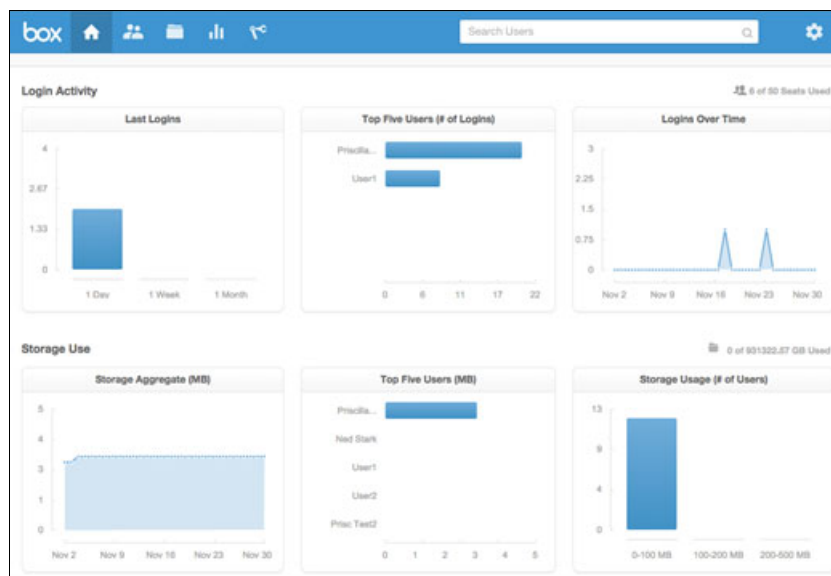 box
Search Users
Login Activity
6 of 50 Seats Used
Last Logins
4
2.67
1.33
0
1 Day 1 Week 1 Month
Top Five Users (# of Logins)
Priscilla...
User1
0 6 11 17 22
Logins Over Time
3
2.25
1.5
0.75
0
Nov 2 Nov 9 Nov 16 Nov 23 Nov 30
Storage Use
0 of 931322.57 GB Used
Storage Aggregate (MB)
5
4
3
1
0
Nov 2 Nov 9 Nov 16 Nov 23 Nov 30
Top Five Users (MB)
Priscilla...
Ned Stark
User1
User2
Prisc Test2
0 1 2 3 4 5
Storage Usage (# of Users)
13
9
4
0
0-100 MB 100-200 MB 200-500 MB